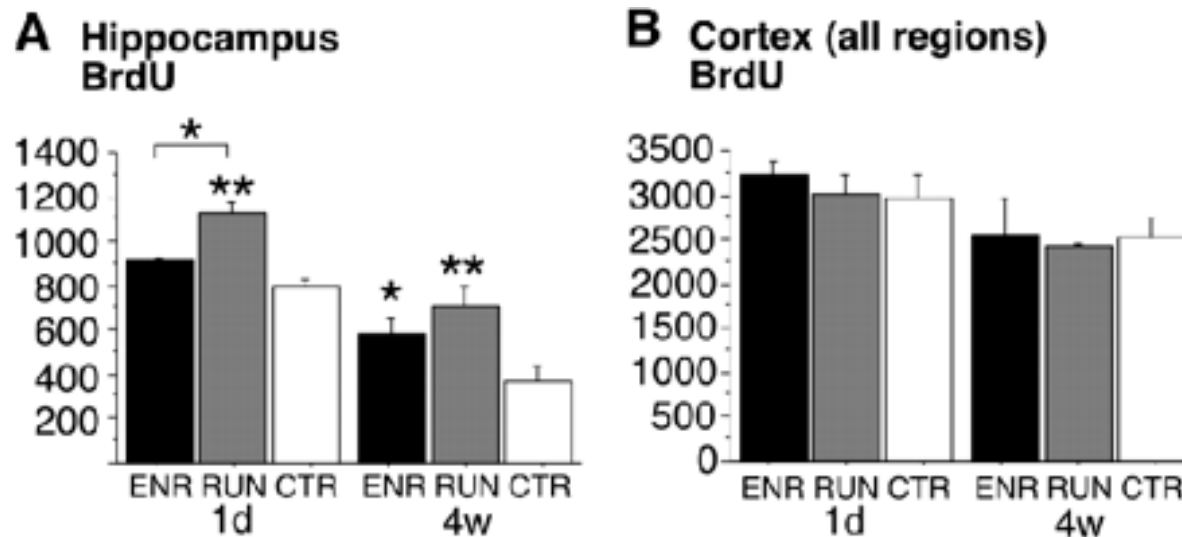 A Hippocampus
BrdU
*
1400
1200
1000
800
600
400
200
**
*
**
ENR RUN CTR ENR RUN CTR
1d 4w
B Cortex (all regions)
BrdU
3500
3000
2500
2000
1500
1000
500
0
ENR RUN CTR ENR RUN CTR
1d 4w